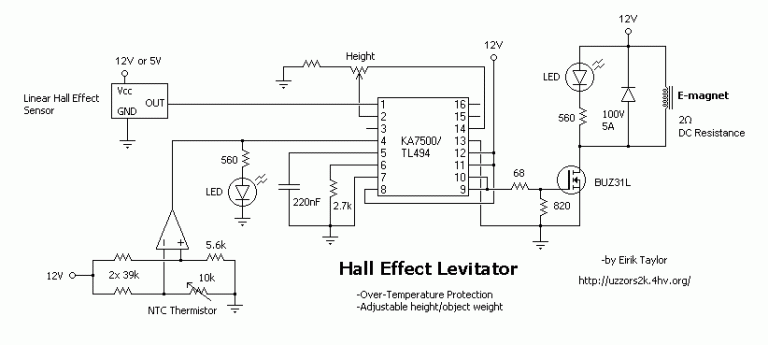 12V
12V or 5V
Height
12V
Linear Hall Effect
Sensor
Vcc
OUT
GND
LED
E-magnet
100V
5A
560
2Ω
DC Resistance
1 16
2 15
3 14
4 KA7500/ 13
5 TL494 12
6 11
7 10
8 9
560
LED
220nF
2.7k
68
820
BUZ31L
- +
5.6k
12V
2x 39k
10k
NTC Thermistor
Hall Effect Levitator
-Over-Temperature Protection
-Adjustable height/object weight
-by Eirik Taylor
http://uzzors2k.4hv.org/